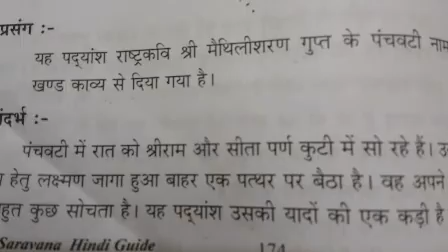 प्रसंग :-
यह पद्यांश राष्ट्रकवि श्री मैथिलीशरण गुप्त के पंचवटी नाम
खण्ड काव्य से दिया गया है।
संदर्भ :-
पंचवटी में रात को श्रीराम और सीता पर्ण कुटी में सो रहे हैं।
हेतु लक्ष्मण जागा हुआ बाहर एक पत्थर पर बैठा है। वह अपने
हुत कुछ सोचता है। यह पद्यांश उसकी यादों की एक कड़ी है
Saravana Hindi Guide 174